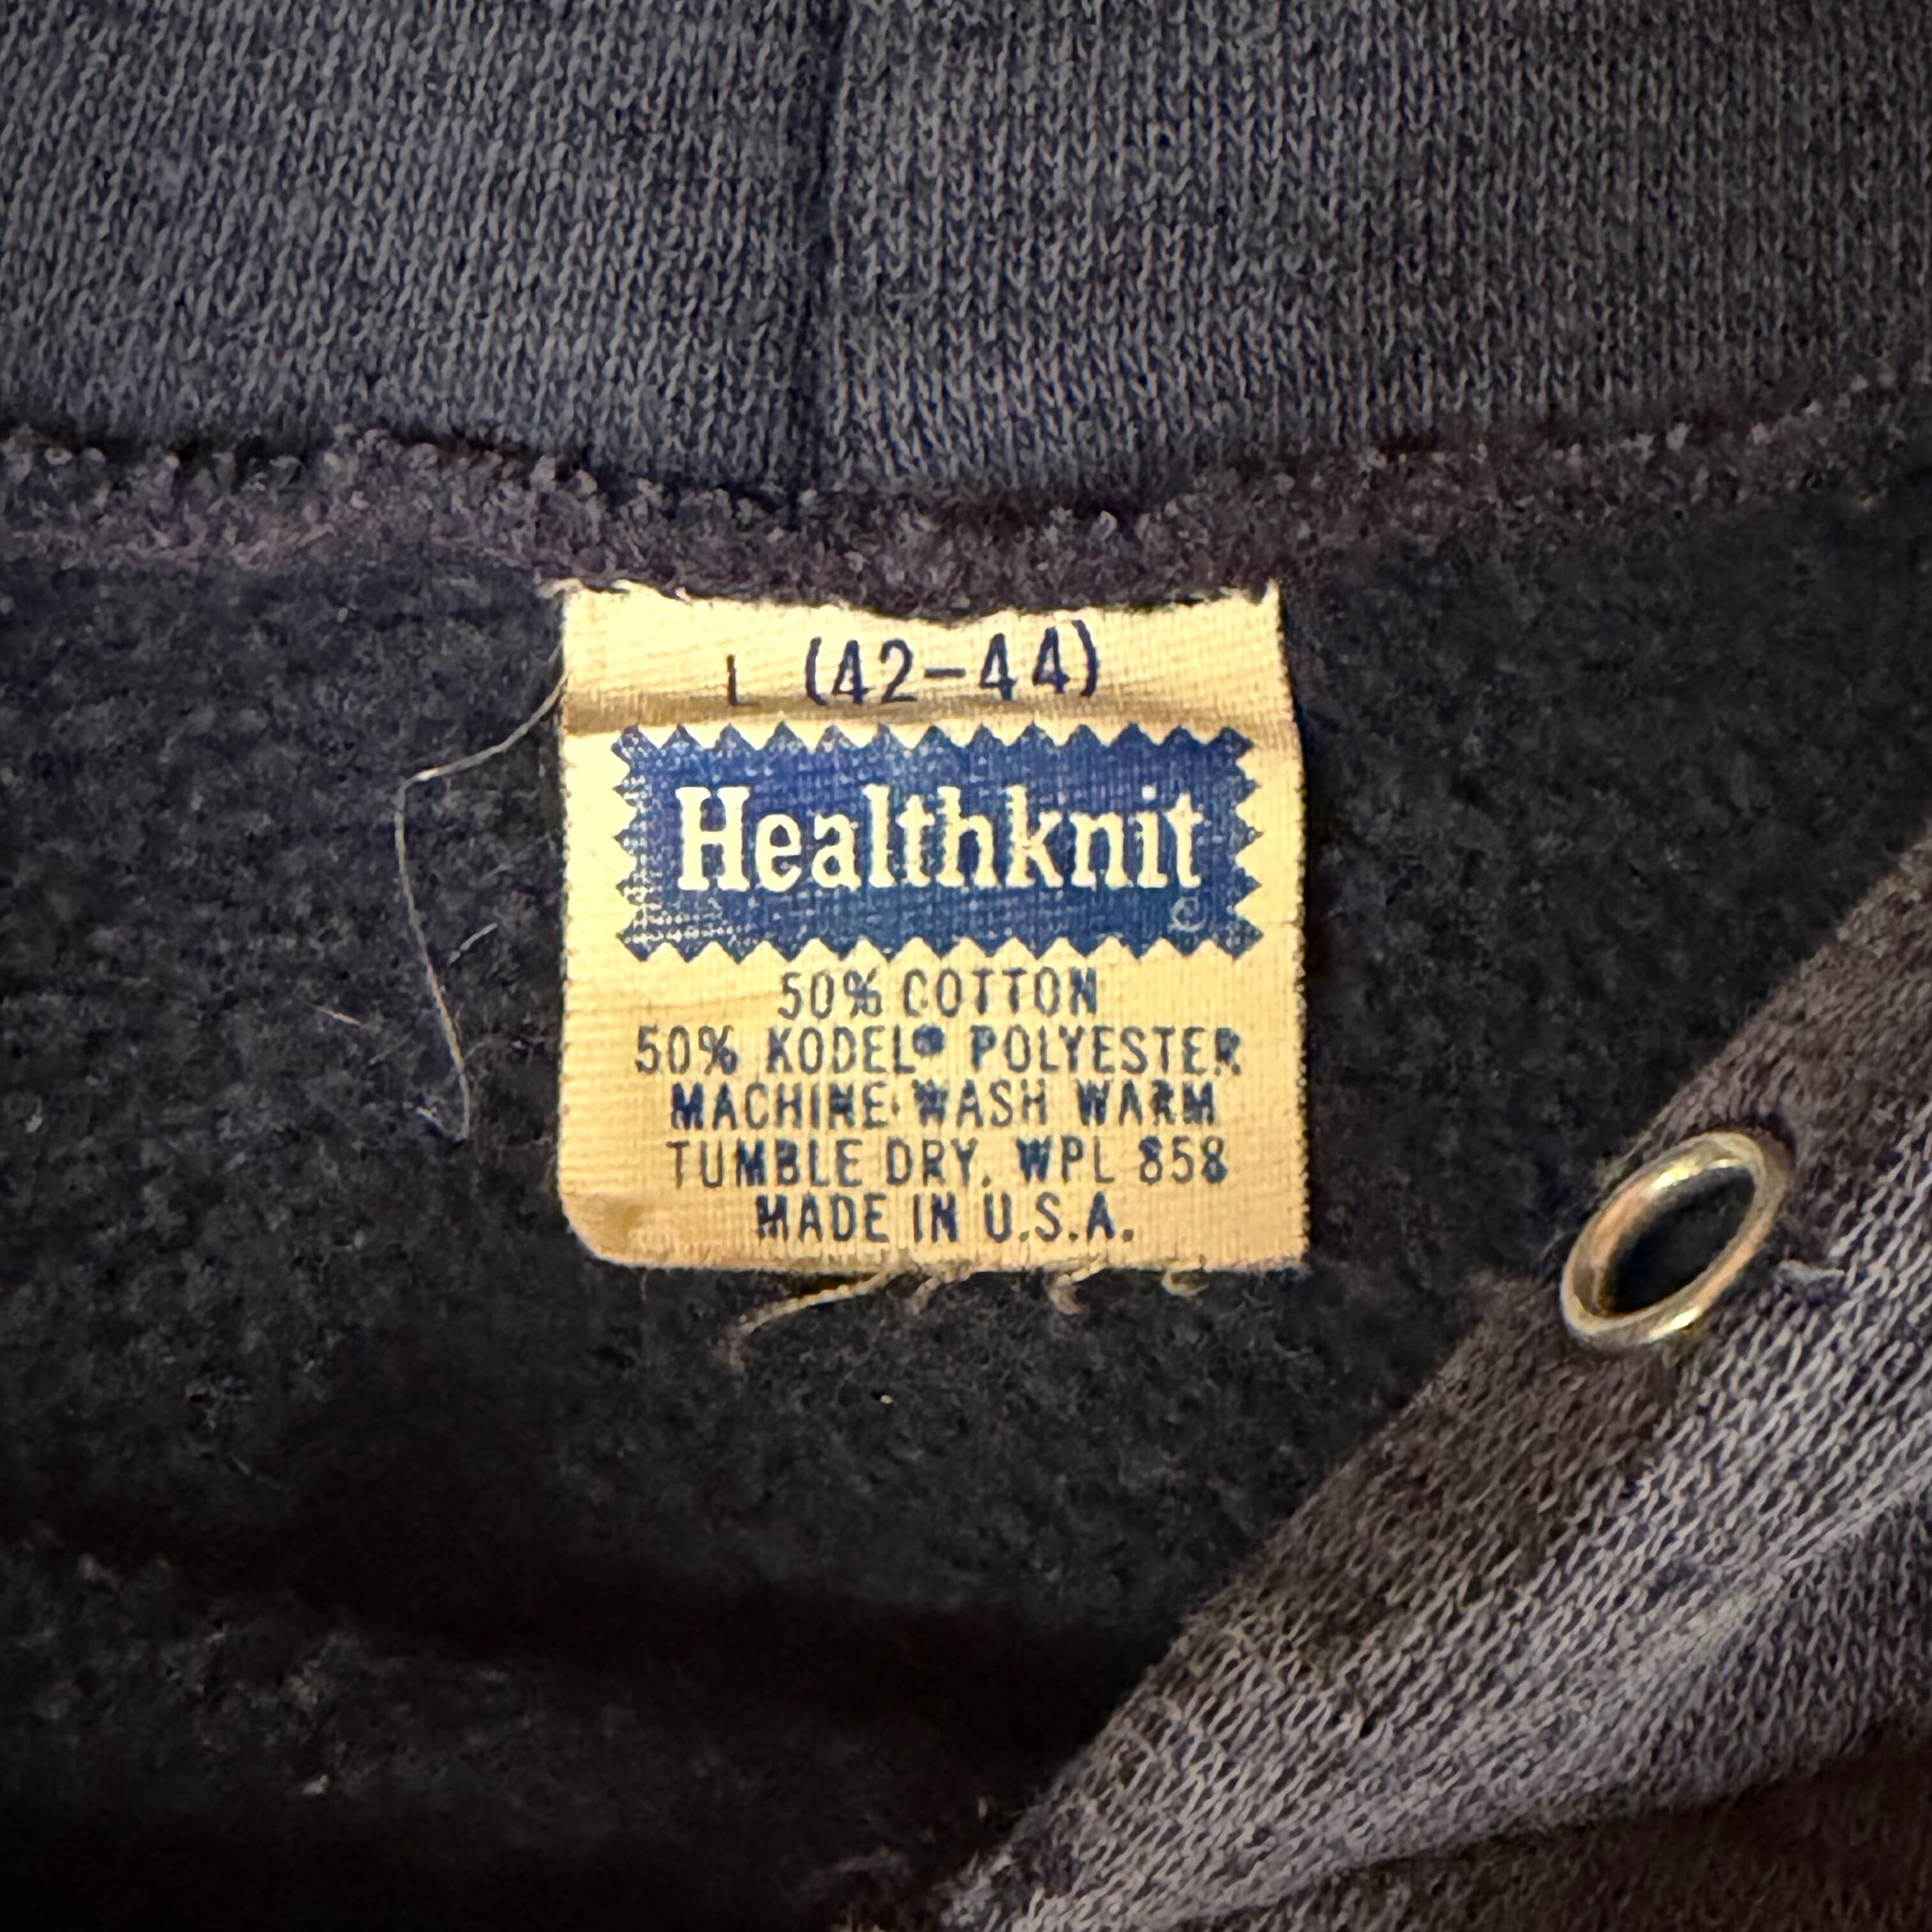 L (42-44)
Healthknit
50% COTTON
50% KODEL® POLYESTER
MACHINE WASH WARM
TUMBLE DRY. WPL 858
MADE IN U.S.A.